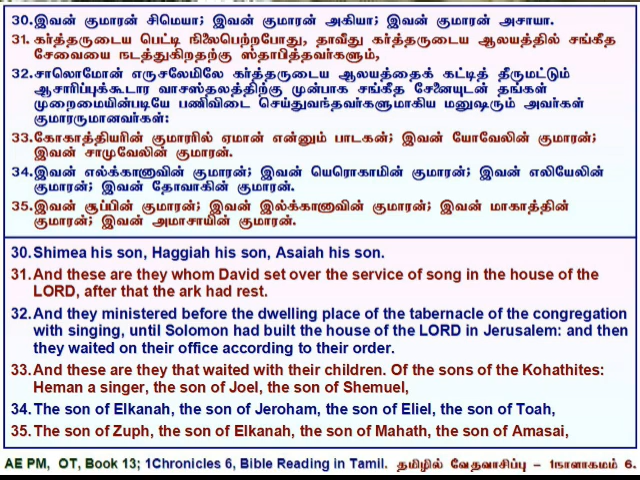 30.இவன் குமாரன் சிமெயா; இவன் குமாரன் அகியா; இவன் குமாரன் அசாயா.
31. கர்த்தருடைய பெட்டி நிலைபெற்றபோது, தாவீது கர்த்தருடைய ஆலயத்தில் சங்கீத
சேவையை நடத்துகிறதற்கு ஸ்தாபித்தவர்களும்,
32.சாலொமோன் எருசலேமிலே கர்த்தருடைய ஆலயத்தைக் கட்டித் தீருமட்டும்
ஆசாரிப்புக்கூடார வாசஸ்தலத்திற்கு முன்பாக சங்கீத சேனையுடன் தங்கள்
முறைமையின்படியே பணிவிடை செய்துவந்தவர்களுமாகிய மனுஷரும் அவர்கள்
குமாரருமானவர்கள்:
33.கோகாத்தியரின் குமாரரில் ஏமான் என்னும் பாடகன்; இவன் யோவேலின் குமாரன்;
இவன் சாமுவேலின் குமாரன்.
34.இவன் எல்க்கானாவின் குமாரன்; இவன் யெரொகாமின் குமாரன்; இவன் எலியேலின்
குமாரன்; இவன் தோவாகின் குமாரன்.
35.இவன் சூப்பின் குமாரன்; இவன் இல்க்கானாவின் குமாரன்; இவன் மாகாத்தின்
குமாரன்; இவன் அமாசாயின் குமாரன்.
30.Shimea his son, Haggiah his son, Asaiah his son.
31.And these are they whom David set over the service of song in the house of the
LORD, after that the ark had rest.
32.And they ministered before the dwelling place of the tabernacle of the congregation
with singing, until Solomon had built the house of the LORD in Jerusalem: and then
they waited on their office according to their order.
33.And these are they that waited with their children. Of the sons of the Kohathites:
Heman a singer, the son of Joel, the son of Shemuel,
34.The son of Elkanah, the son of Jeroham, the son of Eliel, the son of Toah,
35.The son of Zuph, the son of Elkanah, the son of Mahath, the son of Amasai,
AE PM, OT, Book 13; 1Chronicles 6, Bible Reading in Tamil. தமிழில் வேதவாசிப்பு – 1நாளாகமம் 6.